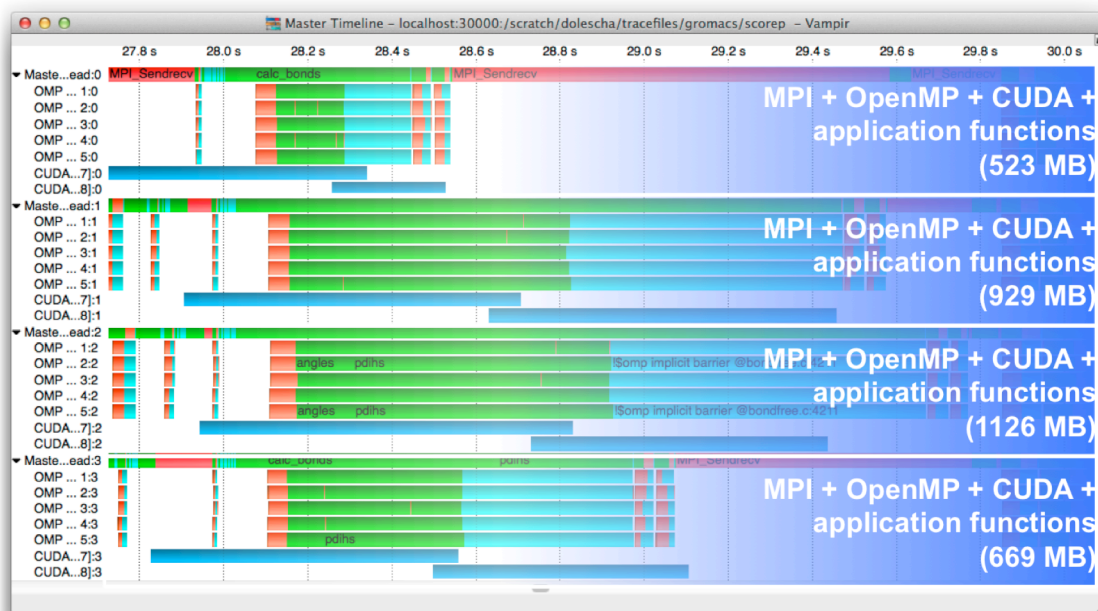 Master Timeline – localhost:30000:/scratch/dolescha/tracefiles/gromacs/scorep – Vampir
27.8 s 28.0 s 28.2 s 28.4 s 28.6 s 28.8 s 29.0 s 29.2 s 29.4 s 29.6 s 29.8 s 30.0 s
Maste...ead:0 MPI_Sendrecv calc_bonds MPI_Sendrecv MPI_Sendrecv
OMP ... 1:0
OMP ... 2:0
OMP ... 3:0
OMP ... 4:0
OMP ... 5:0
CUDA...7]:0
CUDA...8]:0
MPI + OpenMP + CUDA +
application functions
(523 MB)
Maste...ead:1
OMP ... 1:1
OMP ... 2:1
OMP ... 3:1
OMP ... 4:1
OMP ... 5:1
CUDA...7]:1
CUDA...8]:1
MPI + OpenMP + CUDA +
application functions
(929 MB)
Maste...ead:2
OMP ... 1:2
OMP ... 2:2 angles pdihs !$omp implicit barrier @bondfree.c:4211
OMP ... 3:2
OMP ... 4:2
OMP ... 5:2 angles pdihs !$omp implicit barrier @bondfree.c:4211
CUDA...7]:2
CUDA...8]:2
MPI + OpenMP + CUDA +
application functions
(1126 MB)
Maste...ead:3 calc_bonds pdihs MPI_Sendrecv
OMP ... 1:3
OMP ... 2:3
OMP ... 3:3
OMP ... 4:3
OMP ... 5:3 pdihs
CUDA...7]:3
CUDA...8]:3
MPI + OpenMP + CUDA +
application functions
(669 MB)